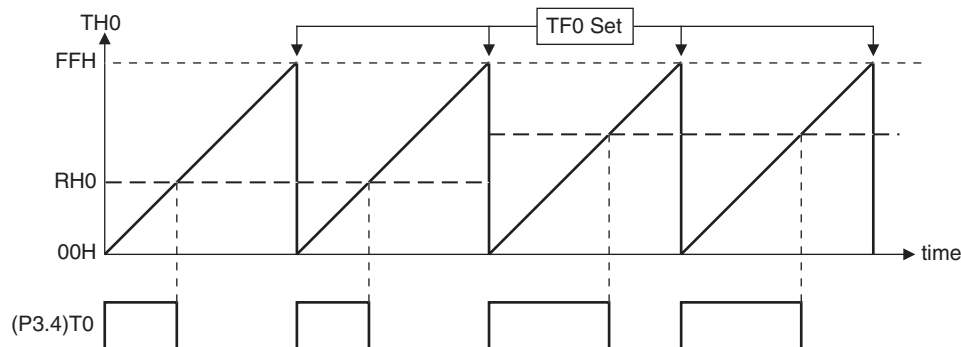 TH0
TF0 Set
FFH
RH0
00H
time
(P3.4)T0